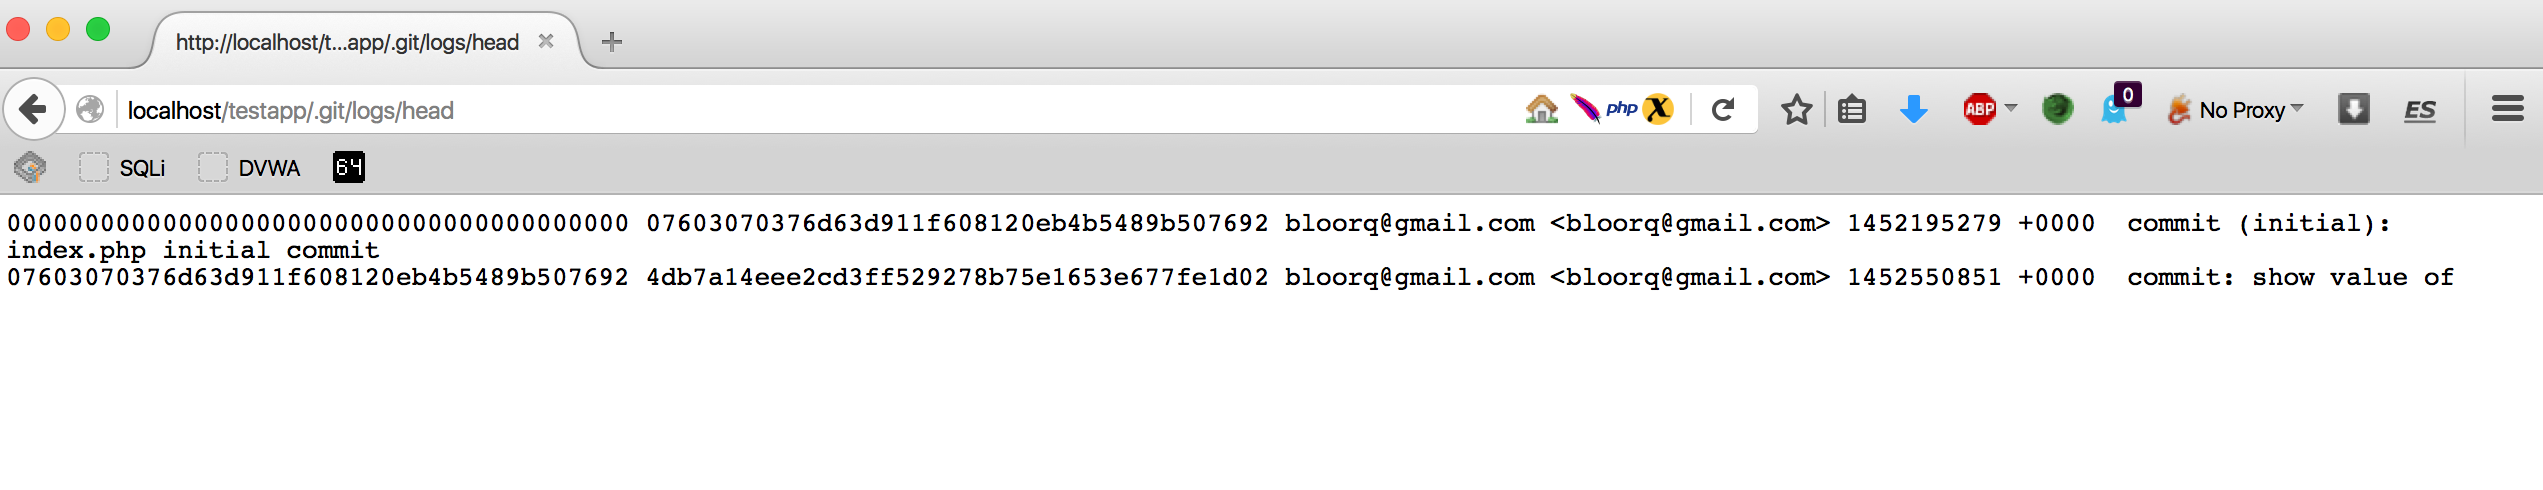 http://localhost/t...app/.git/logs/head
localhost/testapp/.git/logs/head
php
ABP
0
No Proxy
ES
SQLi
DVWA
64
0000000000000000000000000000000000000000 07603070376d63d911f608120eb4b5489b507692 bloorq@gmail.com <bloorq@gmail.com> 1452195279 +0000  commit (initial):
index.php initial commit
07603070376d63d911f608120eb4b5489b507692 4db7a14eee2cd3ff529278b75e1653e677fe1d02 bloorq@gmail.com <bloorq@gmail.com> 1452550851 +0000  commit: show value of